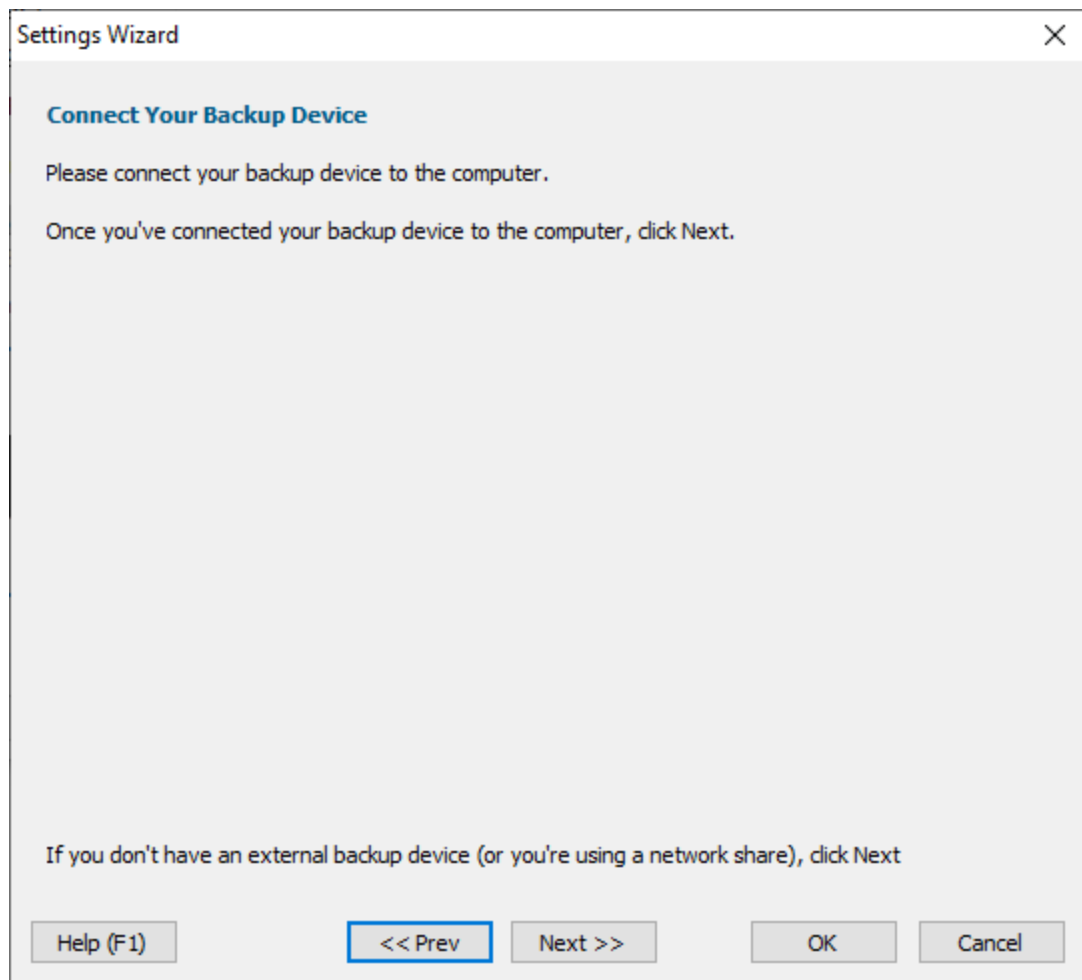 Settings Wizard
Connect Your Backup Device
Please connect your backup device to the computer.
Once you've connected your backup device to the computer, click Next.
If you don't have an external backup device (or you're using a network share), click Next
Help (F1)
<< Prev
Next >>
OK
Cancel